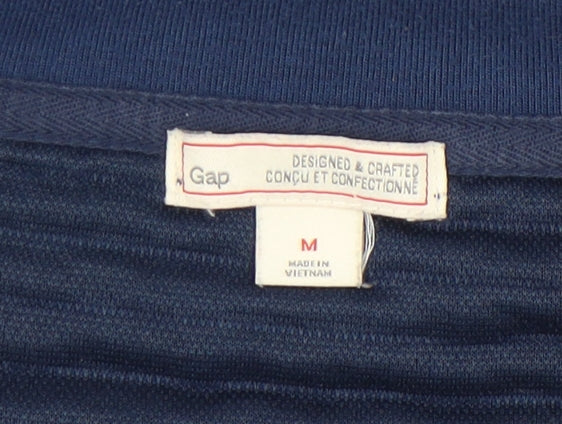 Gap
DESIGNED & CRAFTED
CONÇU ET CONFECTIONNÉ
M
MADE IN
VIETNAM